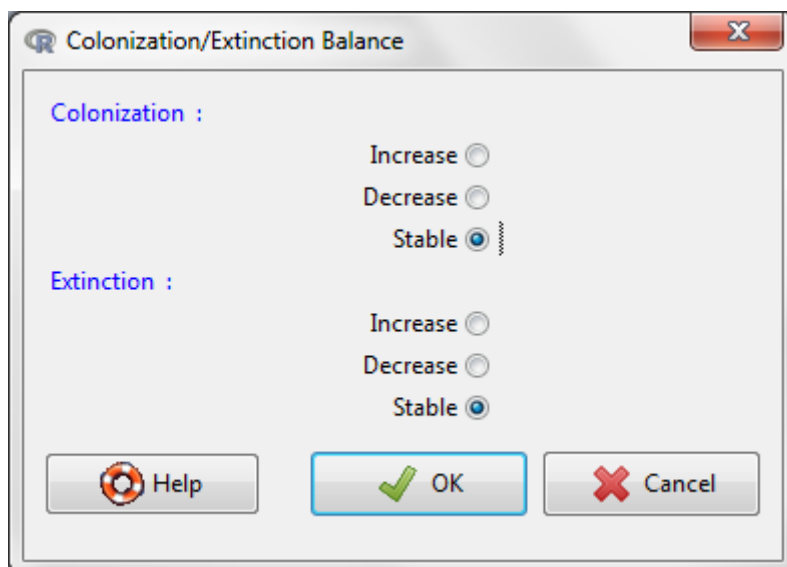 Colonization/Extinction Balance
Colonization :
Increase
Decrease
Stable
Extinction :
Increase
Decrease
Stable
Help OK Cancel